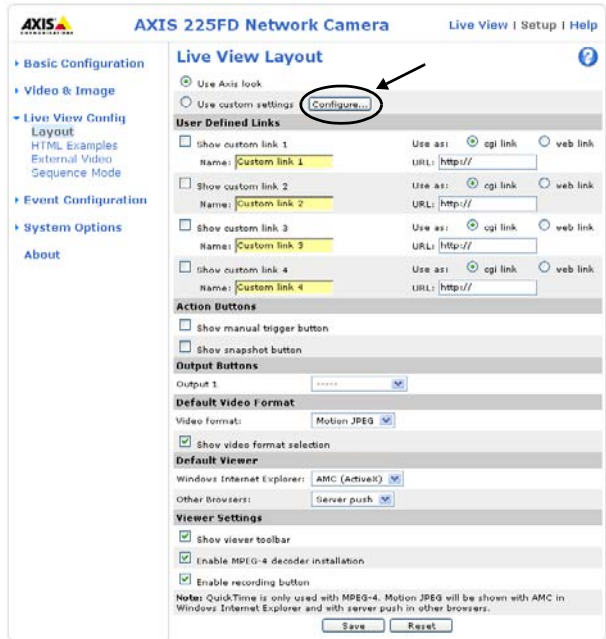 AXIS
COMMUNICATIONS
AXIS 225FD Network Camera
Live View | Setup | Help
Basic Configuration
Video & Image
Live View Config
Layout
HTML Examples
External Video
Sequence Mode
Event Configuration
System Options
About
Live View Layout
Use Axis look
Use custom settings Configure...
User Defined Links
Show custom link 1 Use as: cgi link web link
Name: Custom link 1 URL: http://
Show custom link 2 Use as: cgi link web link
Name: Custom link 2 URL: http://
Show custom link 3 Use as: cgi link web link
Name: Custom link 3 URL: http://
Show custom link 4 Use as: cgi link web link
Name: Custom link 4 URL: http://
Action Buttons
Show manual trigger button
Show snapshot button
Output Buttons
Output 1 -----
Default Video Format
Video format: Motion JPEG
Show video format selection
Default Viewer
Windows Internet Explorer: AMC (ActiveX)
Other Browsers: Server push
Viewer Settings
Show viewer toolbar
Enable MPEG-4 decoder installation
Enable recording button
Note: QuickTime is only used with MPEG-4. Motion JPEG will be shown with AMC in
Windows Internet Explorer and with server push in other browsers.
Save Reset